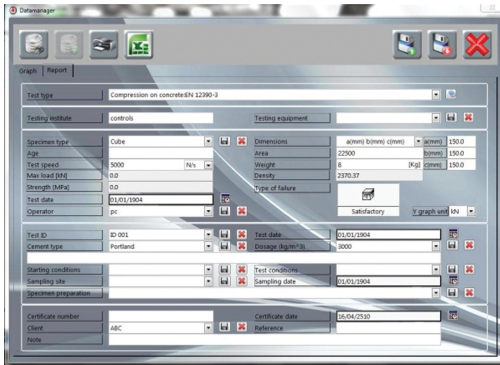 Datamanager
Graph Report
Test type Compression on concrete:EN 12390-3
Testing institute controls Testing equipment
Specimen type Cube Dimensions a(mm) b(mm) c(mm) a(mm) 150.0
Age Area 22500 b(mm) 150.0
Test speed 5000 N/s Weight 8 [Kg] c(mm) 150.0
Max load [kN] 0.0 Density 2370,37
Strength [MPa] 0.0 Type of failure
Test date 01/01/1904
Operator pc Satisfactory Y graph unit kN
Test ID ID-001 Test date 01/01/1904
Cement type Portland Dosage (kg/m^3) 3000
Starting conditions Test conditions
Sampling site Sampling date 01/01/1904
Specimen preparation
Certificate number Certificate date 16/04/2510
Client ABC Reference
Note